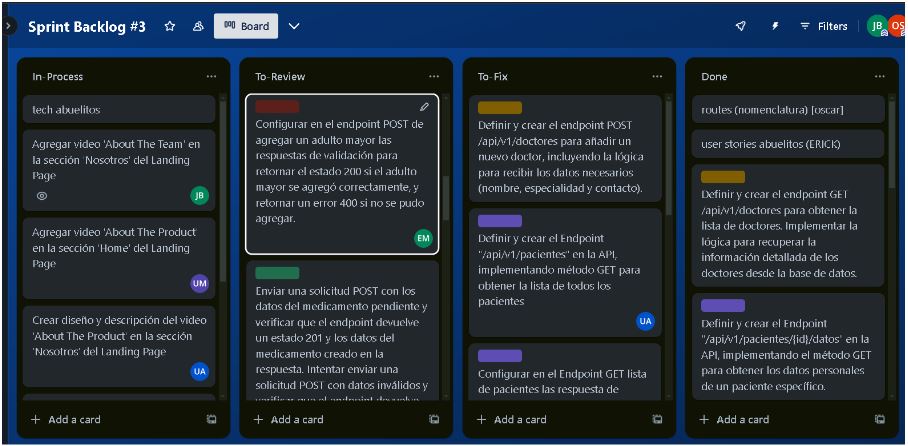 Sprint Backlog #3
Board
Filters
JB
OS
In-Process
tech abuelitos
Agregar video 'About The Team' en
la sección 'Nosotros' del Landing
Page
JB
Agregar video 'About The Product'
en la sección 'Home' del Landing
Page
UM
Crear diseño y descripción del video
'About The Product' en la sección
'Nosotros' del Landing Page
UA
Add a card
To-Review
Configurar en el endpoint POST de
agregar un adulto mayor las
respuestas de validación para
retornar el estado 200 si el adulto
mayor se agregó correctamente, y
retornar un error 400 si no se pudo
agregar.
EM
Enviar una solicitud POST con los
datos del medicamento pendiente y
verificar que el endpoint devuelve
un estado 201 y los datos del
medicamento creado en la
respuesta. Intentar enviar una
solicitud POST con datos inválidos y
verificar que el endpoint devuelve
Add a card
To-Fix
Definir y crear el endpoint POST
/api/v1/doctores para añadir un
nuevo doctor, incluyendo la lógica
para recibir los datos necesarios
(nombre, especialidad y contacto).
Definir y crear el Endpoint
"/api/v1/pacientes" en la API,
implementando método GET para
obtener la lista de todos los
pacientes
UA
Configurar en el Endpoint GET lista
de pacientes las respuesta de
Add a card
Done
routes (nomenclatura) [oscar]
user stories abuelitos (ERICK)
Definir y crear el endpoint GET
/api/v1/doctores para obtener la
lista de doctores. Implementar la
lógica para recuperar la
información detallada de los
doctores desde la base de datos.
Definir y crear el Endpoint
"/api/v1/pacientes/{id}/datos" en la
API, implementando el método GET
para obtener los datos personales
de un paciente específico.
Add a card